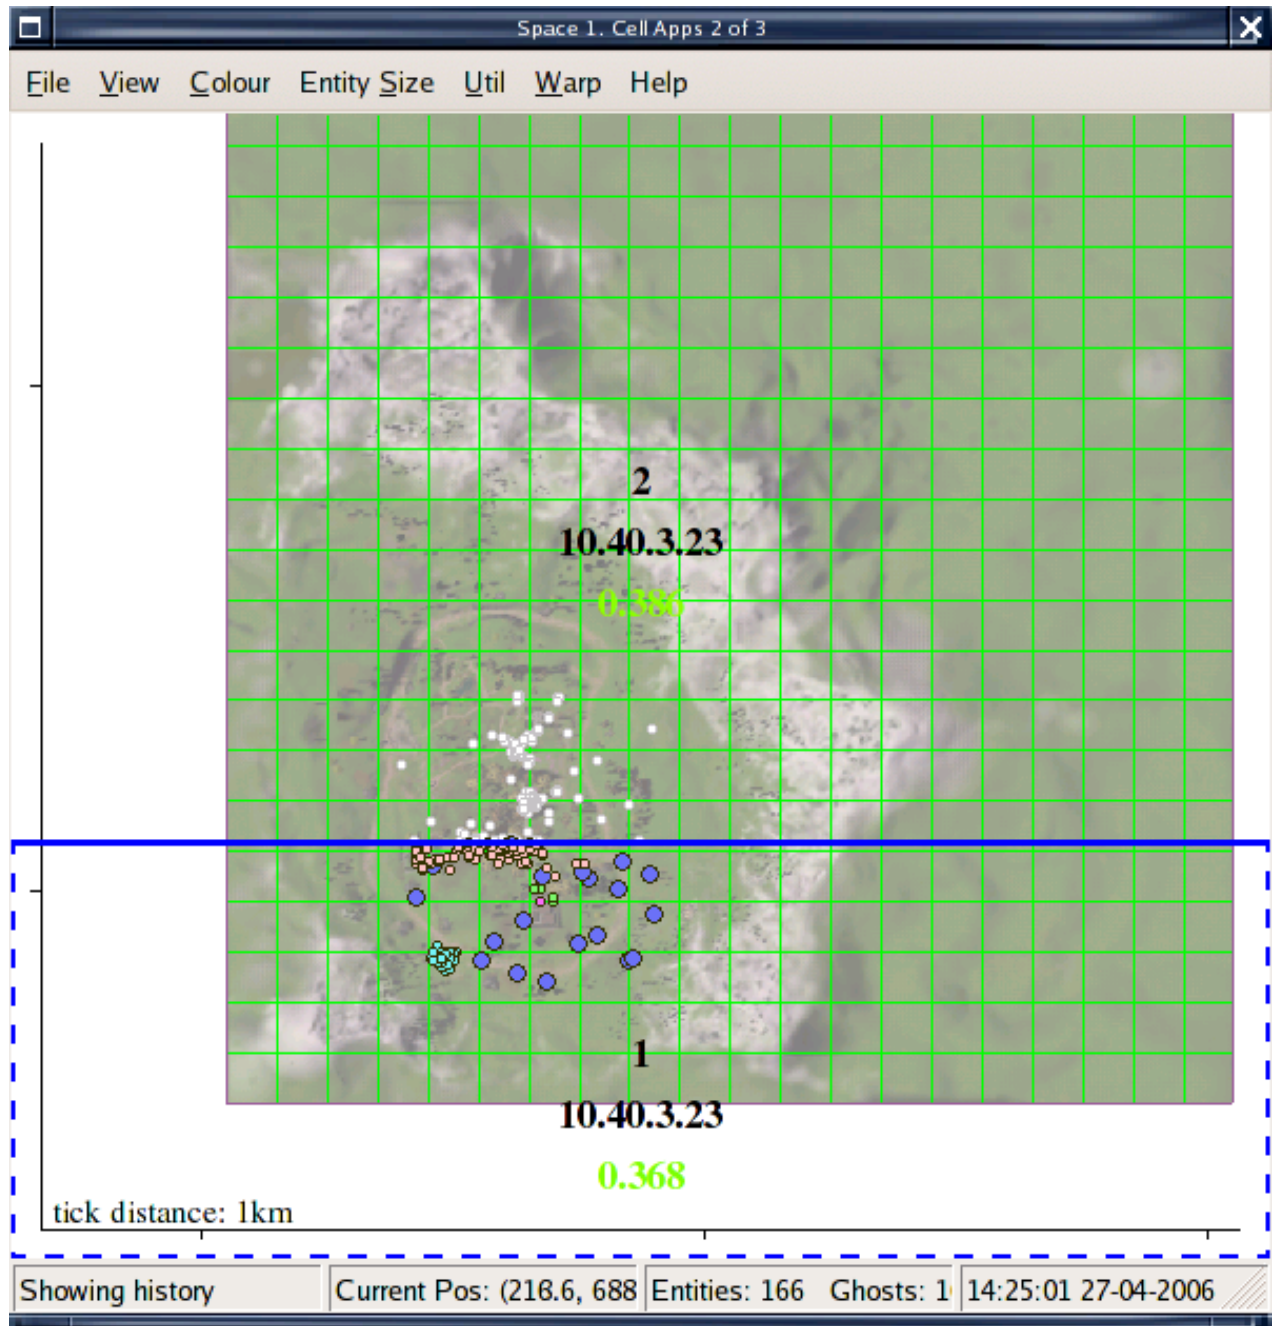 Space 1. Cell Apps 2 of 3
File View Colour Entity Size Util Warp Help
2
10.40.3.23
0.386
1
10.40.3.23
0.368
tick distance: 1km
Showing history
Current Pos: (218.6, 688
Entities: 166 Ghosts: 1
14:25:01 27-04-2006